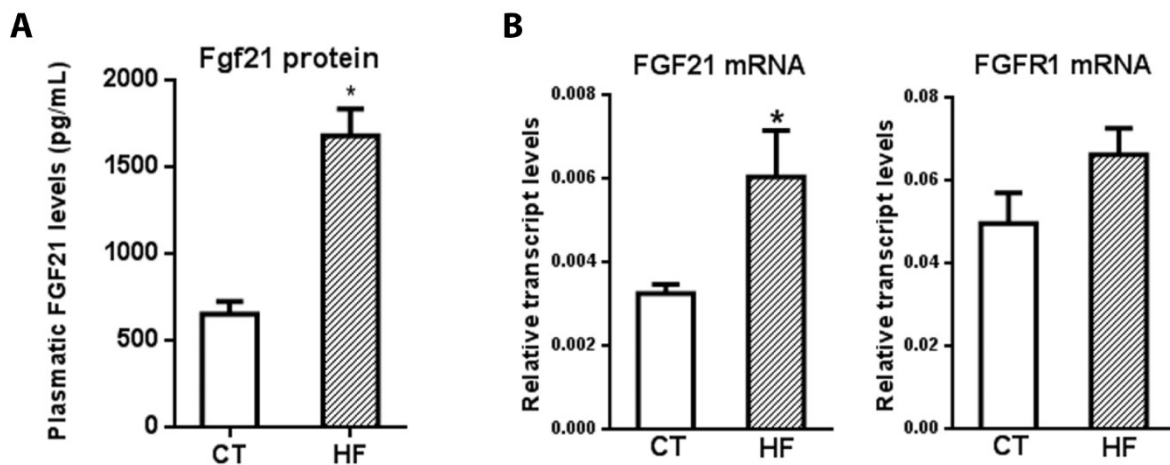 A
Fgf21 protein
Plasmatic FGF21 levels (pg/mL)
2000
1500
1000
500
0
*
CT HF
B
FGF21 mRNA
Relative transcript levels
0.008
0.006
0.004
0.002
0.000
*
CT HF
FGFR1 mRNA
Relative transcript levels
0.08
0.06
0.04
0.02
0.00
CT HF